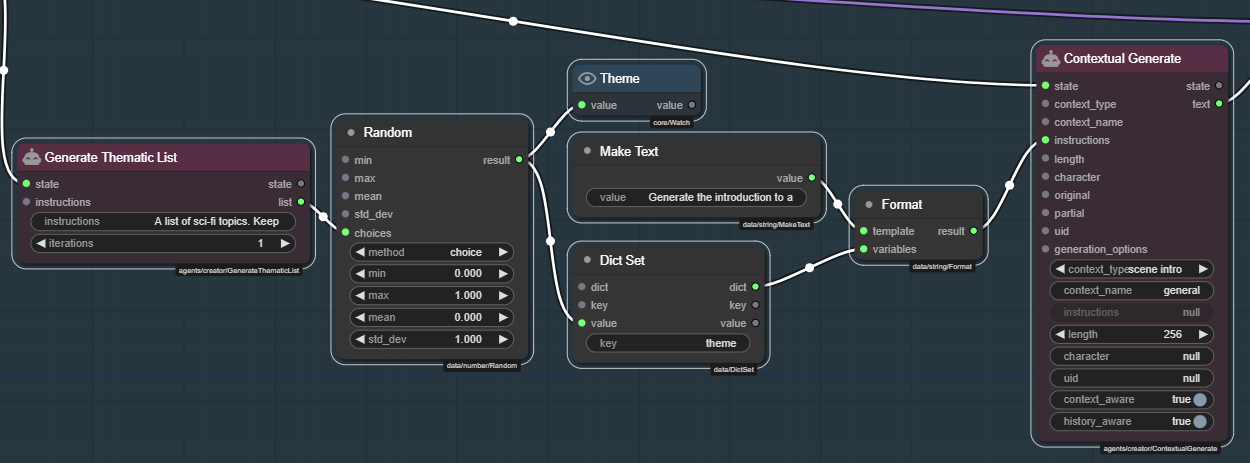 Generate Thematic List
state state
instructions list
instructions A list of sci-fi topics. Keep
iterations 1
agents/creator/GenerateThematicList
Random
min result
max
mean
std_dev
choices
method choice
min 0.000
max 1.000
mean 0.000
std_dev 1.000
data/number/Random
Theme
value value
core/Watch
Make Text
value
value Generate the introduction to a
data/string/MakeText
Dict Set
dict dict
key key
value value
key theme
data/DictSet
Format
template result
variables
data/string/Format
Contextual Generate
state state
context_type text
context_name
instructions
length
character
original
partial
uid
generation_options
context_type scene intro
context_name general
instructions null
length 256
character null
uid null
context_aware true
history_aware true
agents/creator/ContextualGenerate